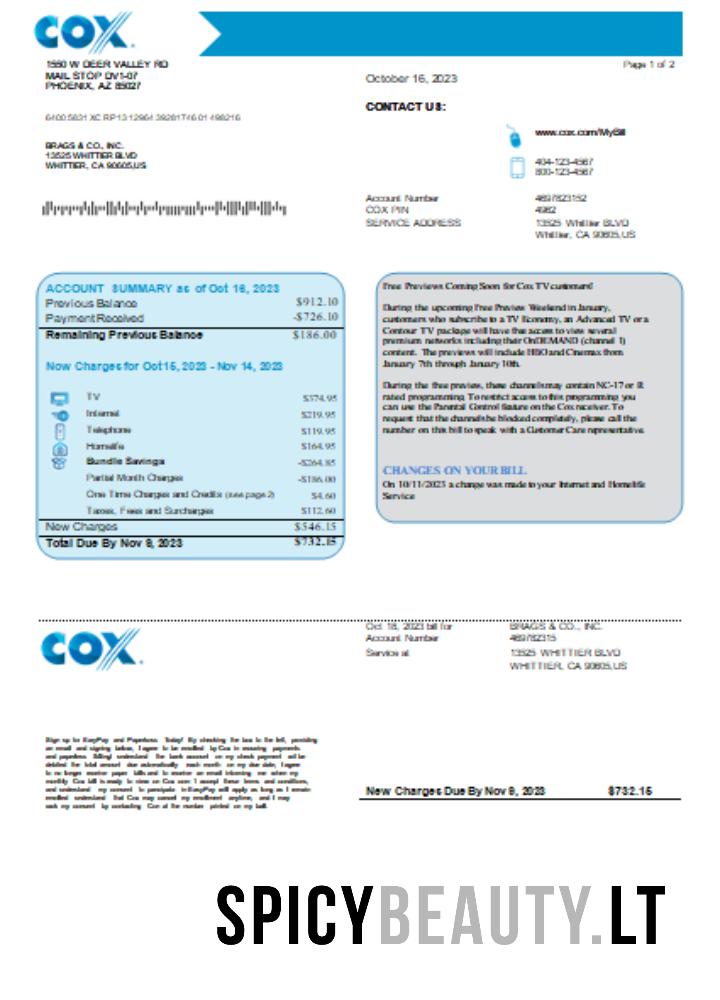 COX.
1550 W DEER VALLEY RD
MAIL STOP DV1-07
PHOENIX, AZ 85027
Page 1 of 2
October 16, 2023
CONTACT US:
www.cox.com/MyBill
404-123-4567
800-123-4567
BRAGS & CO., INC.
13525 WHITTIER BLVD
WHITTIER, CA 90605,US
Account Number 4697823152
COX PIN 4962
SERVICE ADDRESS 13525 Whittier BLVD
Whittier, CA 90605,US
ACCOUNT SUMMARY as of Oct 16, 2023
Previous Balance $912.10
Payment Received -$726.10
Remaining Previous Balance $186.00
New Charges for Oct 15, 2023 - Nov 14, 2023
TV $374.95
Internet $219.95
Telephone $119.95
Homelife $164.95
Bundle Savings -$264.85
Partial Month Charges -$186.00
One Time Charges and Credits (see page 2) $4.60
Taxes, Fees and Surcharges $112.60
New Charges $546.15
Total Due By Nov 9, 2023 $732.15
Free Previews Coming Soon for Cox TV customers!
During the upcoming Free Preview Weekend in January,
customers who subscribe to a TV Economy, an Advanced TV or a
Contour TV package will have free access to view several
premium networks including their OnDEMAND (channel 1)
content. The previews will include HBO and Cinemax from
January 7th through January 10th.
During the free preview, these channels may contain NC-17 or R
rated programming. To restrict access to this programming you
can use the Parental Control feature on the Cox receiver. To
request that the channels be blocked completely, please call the
number on this bill to speak with a Customer Care representative.
CHANGES ON YOUR BILL
On 10/11/2023 a change was made to your Internet and Homelife
Service
COX.
Oct 18, 2023 bill for BRAGS & CO., INC.
Account Number 469782315
Service at 13525 WHITTIER BLVD
WHITTIER, CA 90605,US
Sign up for EasyPay and Paperless Today! By checking the box to the left, providing
an email and signing below, I agree to be enrolled by Cox in recurring payments
and paperless billing I understand the bank account on my check payment will be
debited the total amount due automatically each month on my due date, I agree
to no longer receive paper bills and to receive an email informing me when my
monthly Cox bill is ready to view on Cox.com I accept these terms and conditions,
and understand my consent to participate in EasyPay will apply as long as I remain
enrolled I understand that Cox may cancel my enrollment anytime, and I may
my consent by contacting Cox at the number printed on my bill.
New Charges Due By Nov 9, 2023 $732.15
SPICYBEAUTY.LT